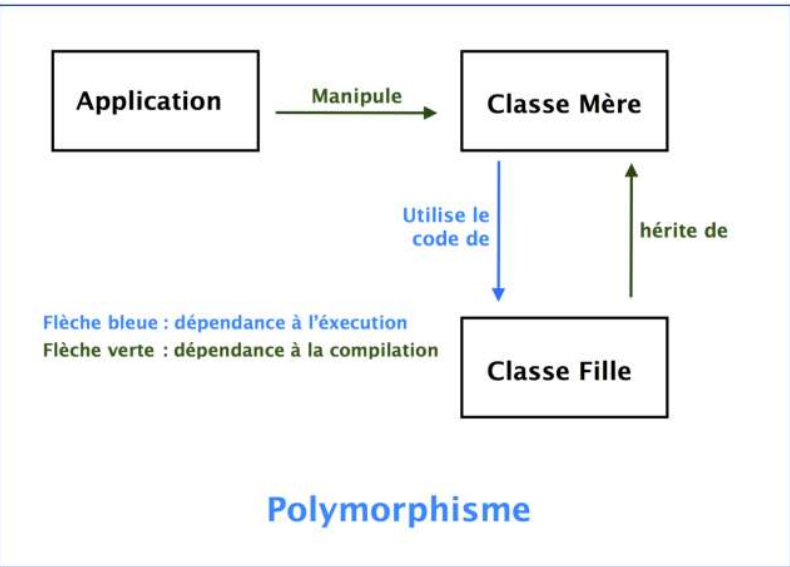 Application
Manipule
Classe Mère
Utilise le
code de
hérite de
Flèche bleue : dépendance à l'éxecution
Flèche verte : dépendance à la compilation
Classe Fille
Polymorphisme